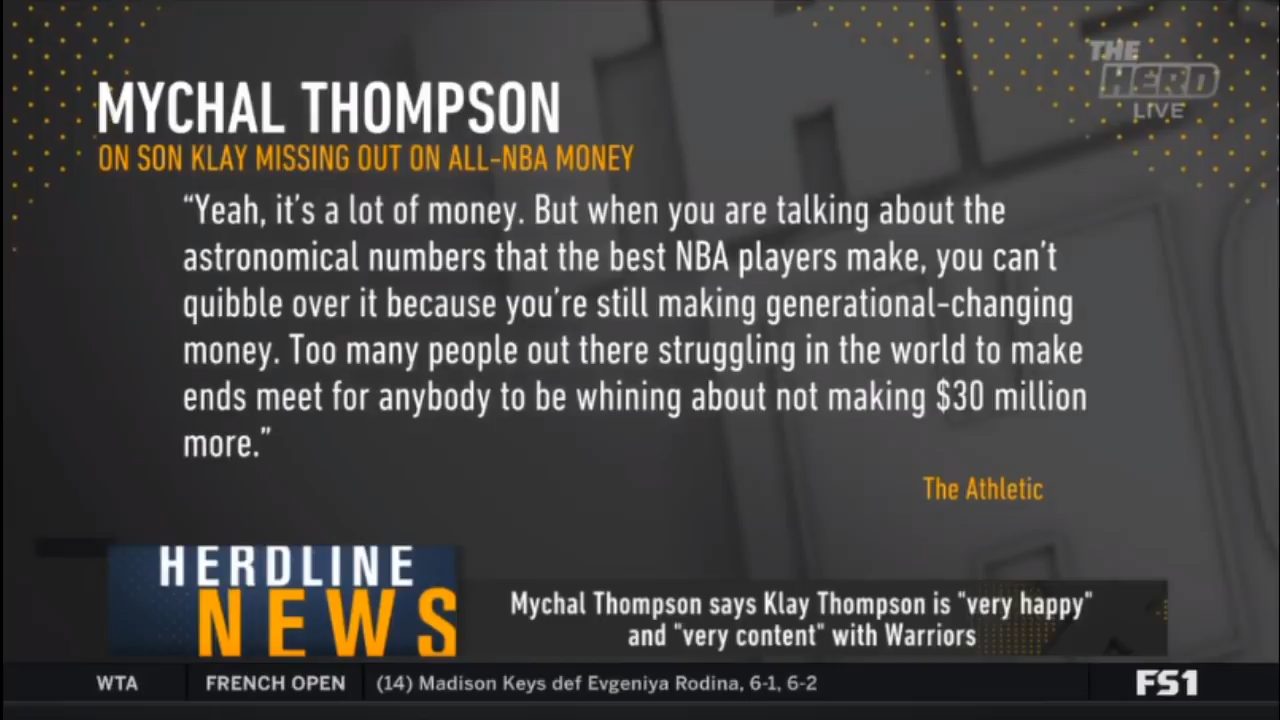 THE
HERD
LIVE
MYCHAL THOMPSON
ON SON KLAY MISSING OUT ON ALL-NBA MONEY
“Yeah, it’s a lot of money. But when you are talking about the
astronomical numbers that the best NBA players make, you can’t
quibble over it because you’re still making generational-changing
money. Too many people out there struggling in the world to make
ends meet for anybody to be whining about not making $30 million
more.”
The Athletic
HERDLINE
NEWS
Mychal Thompson says Klay Thompson is "very happy"
and "very content" with Warriors
WTA FRENCH OPEN (14) Madison Keys def Evgeniya Rodina, 6-1, 6-2 FS1